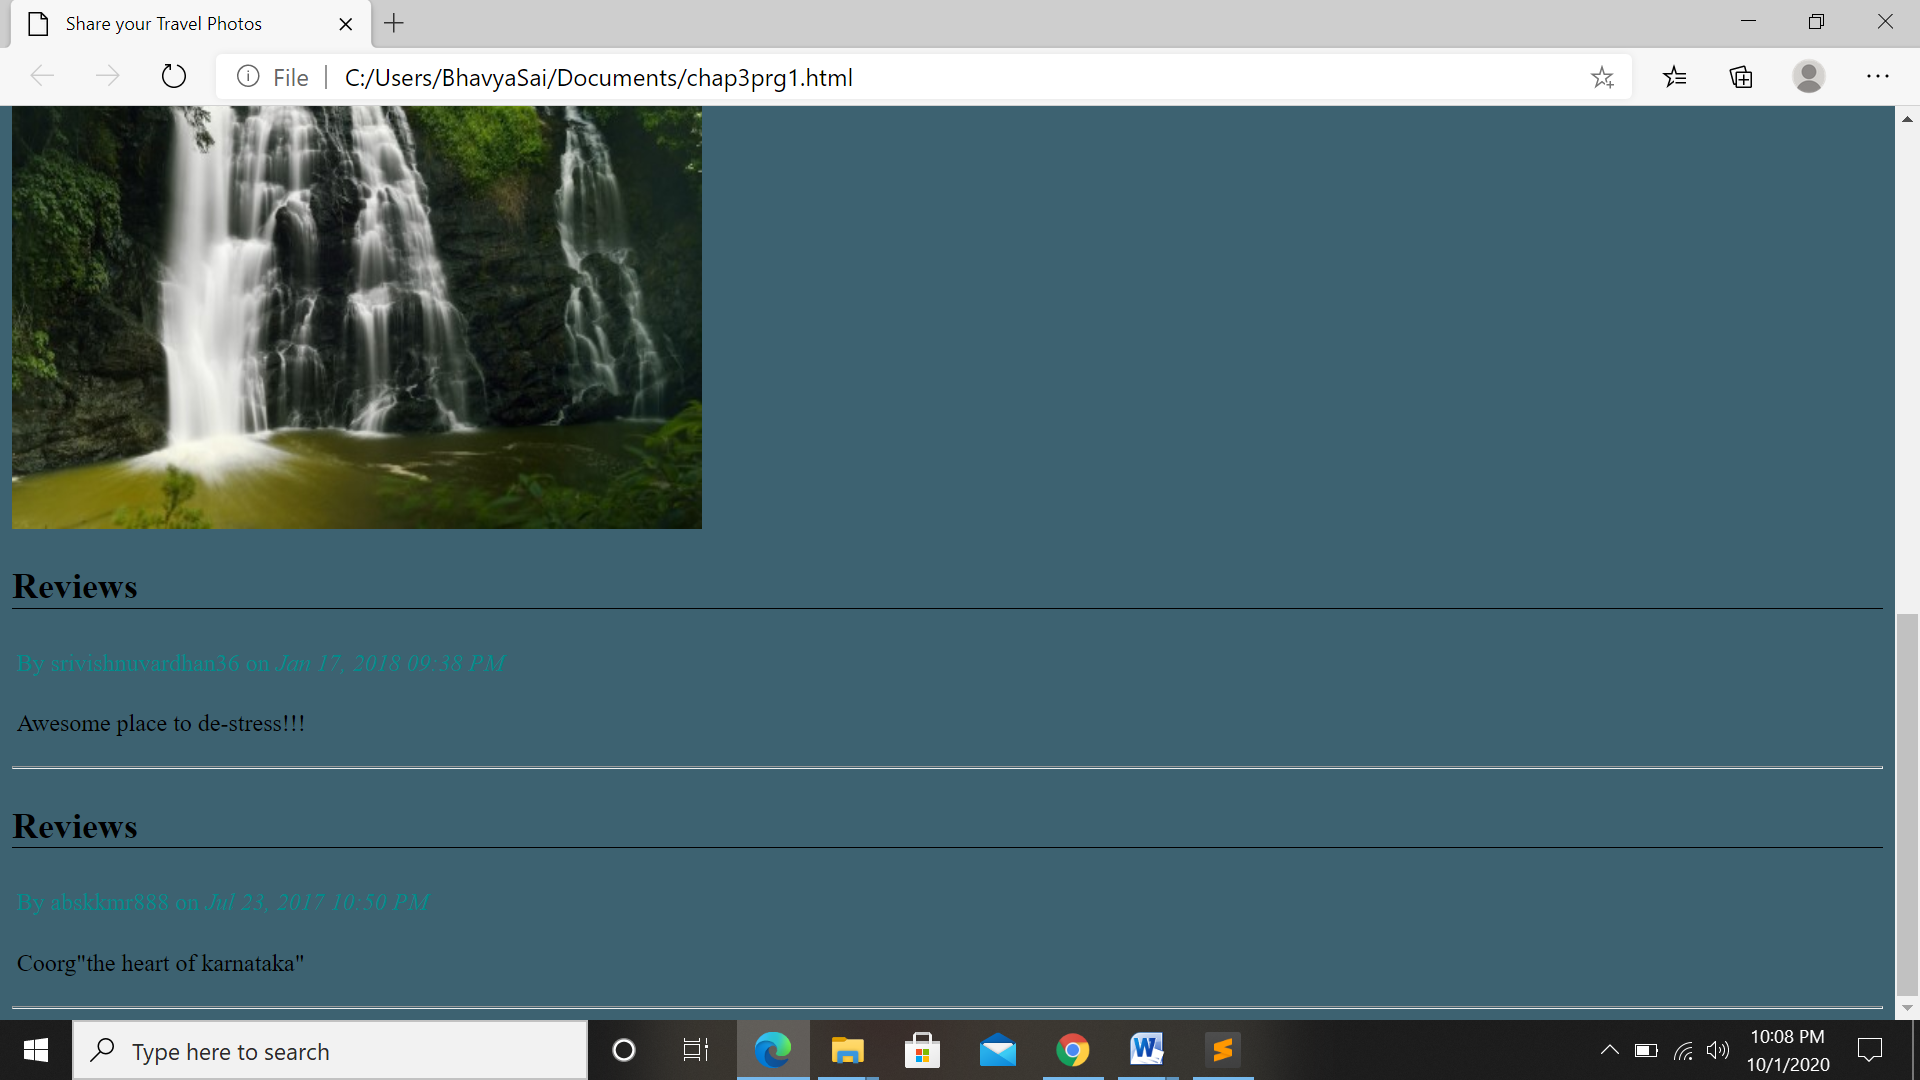 Share your Travel Photos
File
C:/Users/BhavyaSai/Documents/chap3prg1.html
Reviews
By srivishnuvardhan36 on Jan 17, 2018 09:38 PM
Awesome place to de-stress!!!
Reviews
By abskkmr888 on Jul 23, 2017 10:50 PM
Coorg"the heart of karnataka"
Type here to search
10:08 PM
10/1/2020